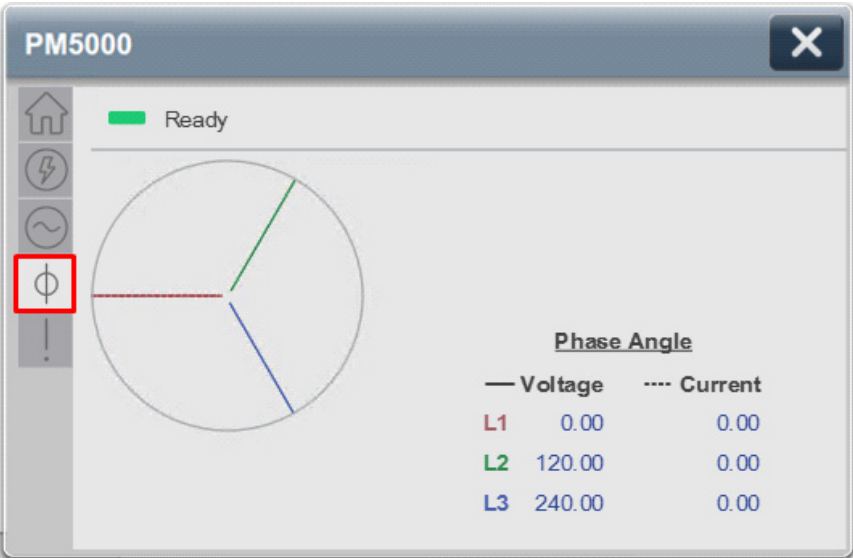 PM5000
Ready
Phase Angle
Voltage Current
L1 0.00 0.00
L2 120.00 0.00
L3 240.00 0.00